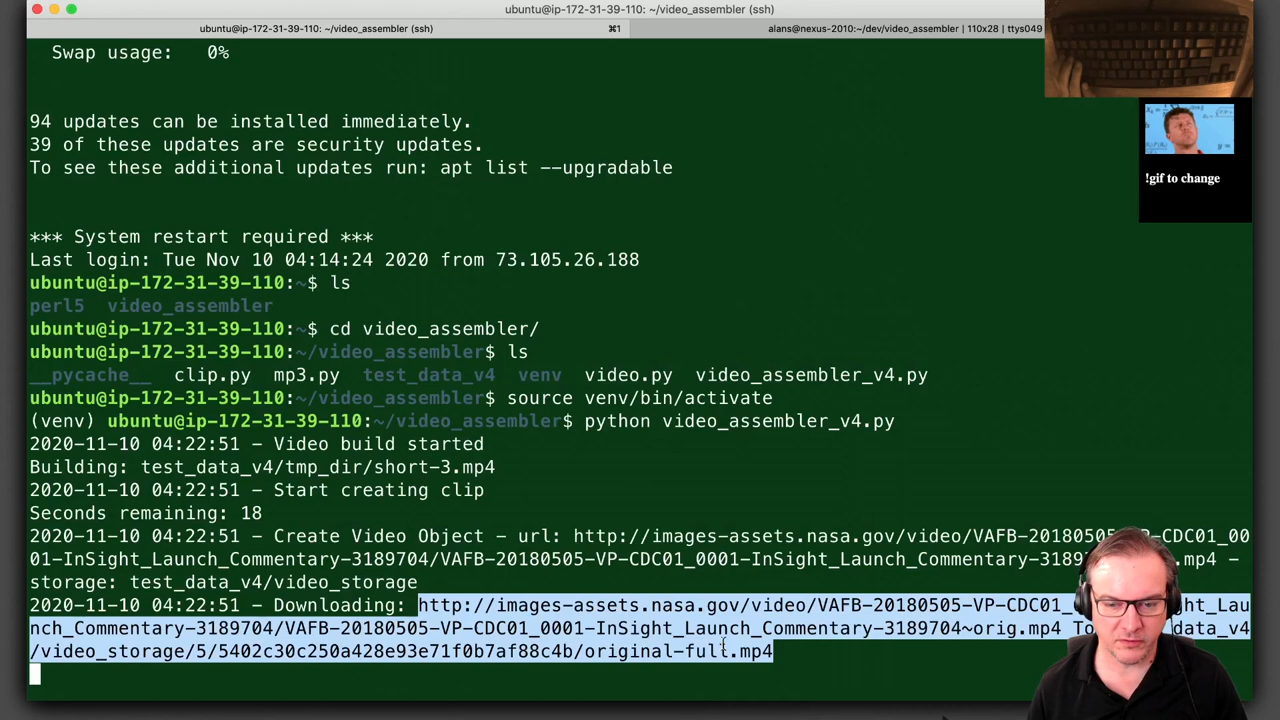 ubuntu@ip-172-31-39-110: ~/video_assembler (ssh)
ubuntu@ip-172-31-39-110: ~/video_assembler (ssh) ⌘1 alans@nexus-2010:~/dev/video_assembler | 110x28 | ttys049
Swap usage: 0%
94 updates can be installed immediately.
39 of these updates are security updates.
To see these additional updates run: apt list --upgradable
!gif to change
*** System restart required ***
Last login: Tue Nov 10 04:14:24 2020 from 73.105.26.188
ubuntu@ip-172-31-39-110:~$ ls
perl5 video_assembler
ubuntu@ip-172-31-39-110:~$ cd video_assembler/
ubuntu@ip-172-31-39-110:~/video_assembler$ ls
__pycache__ clip.py mp3.py test_data_v4 venv video.py video_assembler_v4.py
ubuntu@ip-172-31-39-110:~/video_assembler$ source venv/bin/activate
(venv) ubuntu@ip-172-31-39-110:~/video_assembler$ python video_assembler_v4.py
2020-11-10 04:22:51 - Video build started
Building: test_data_v4/tmp_dir/short-3.mp4
2020-11-10 04:22:51 - Start creating clip
Seconds remaining: 18
2020-11-10 04:22:51 - Create Video Object - url: http://images-assets.nasa.gov/video/VAFB-20180505-VP-CDC01_00
01-InSight_Launch_Commentary-3189704/VAFB-20180505-VP-CDC01_0001-InSight_Launch_Commentary-3189704 .mp4 -
storage: test_data_v4/video_storage
2020-11-10 04:22:51 - Downloading: http://images-assets.nasa.gov/video/VAFB-20180505-VP-CDC01_ ght_Lau
nch_Commentary-3189704/VAFB-20180505-VP-CDC01_0001-InSight_Launch_Commentary-3189704~orig.mp4 To data_v4
/video_storage/5/5402c30c250a428e93e71f0b7af88c4b/original-full.mp4